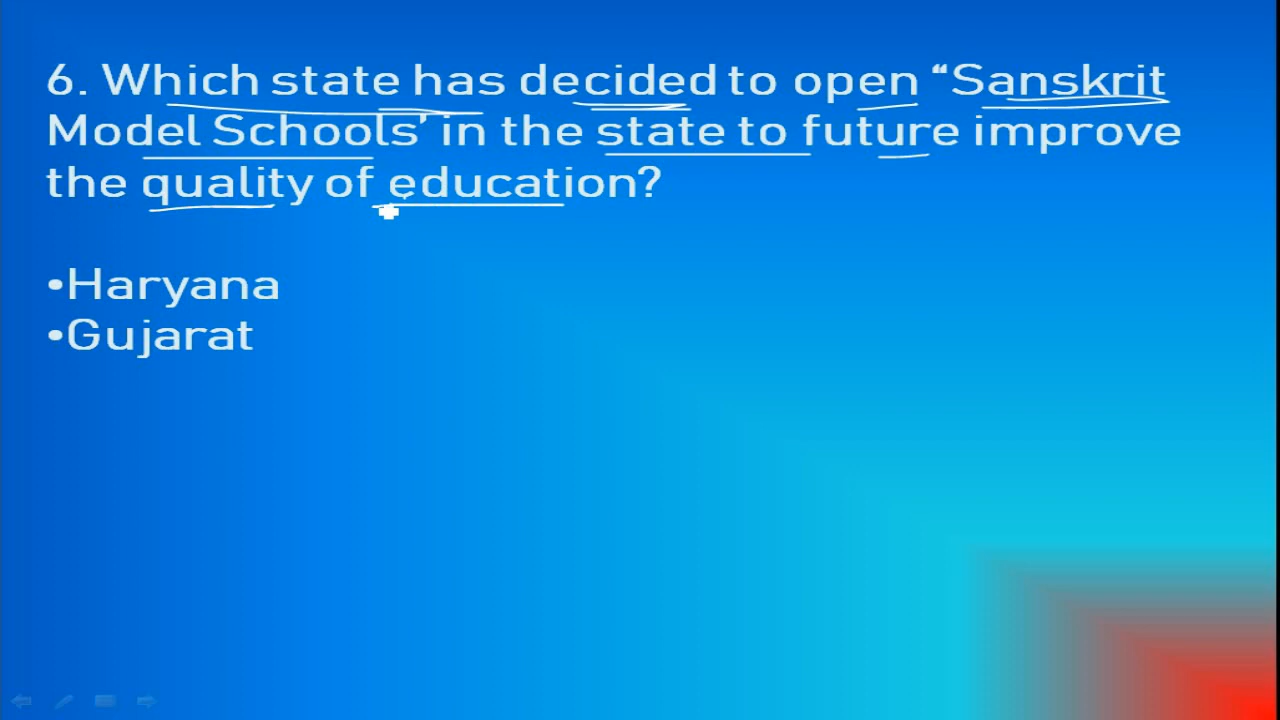 6. Which state has decided to open “Sanskrit
Model Schools’ in the state to future improve
the quality of education?
•Haryana
•Gujarat